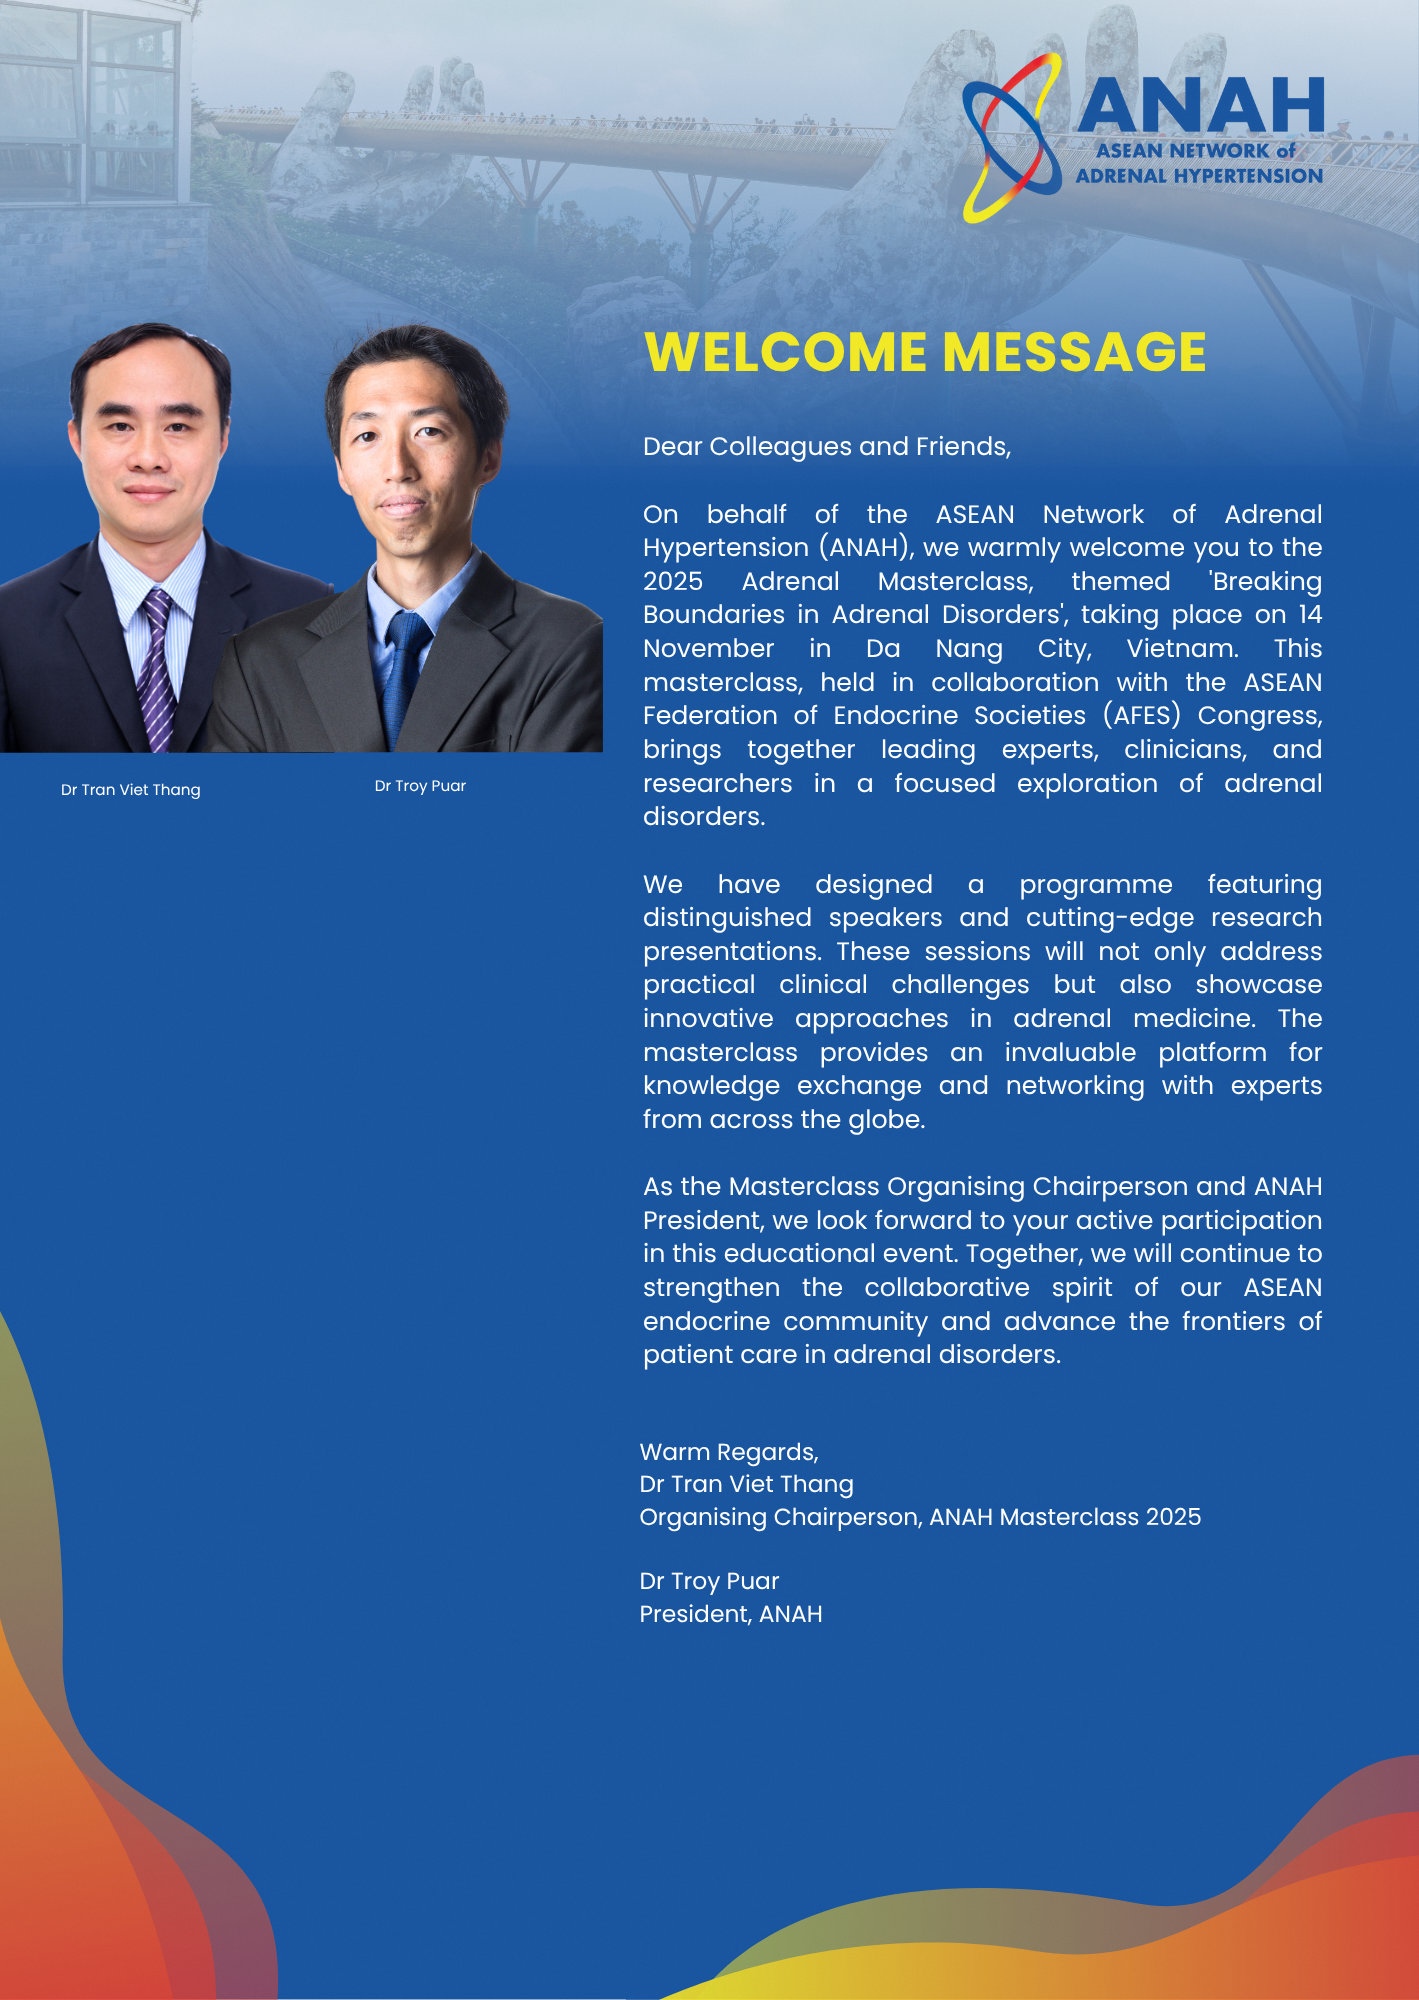 ANAH
ASEAN NETWORK of
ADRENAL HYPERTENSION
WELCOME MESSAGE
Dear Colleagues and Friends,
On behalf of the ASEAN Network of Adrenal
Hypertension (ANAH), we warmly welcome you to the
2025 Adrenal Masterclass, themed 'Breaking
Boundaries in Adrenal Disorders', taking place on 14
November in Da Nang City, Vietnam. This
masterclass, held in collaboration with the ASEAN
Federation of Endocrine Societies (AFES) Congress,
brings together leading experts, clinicians, and
researchers in a focused exploration of adrenal
disorders.
We have designed a programme featuring
distinguished speakers and cutting-edge research
presentations. These sessions will not only address
practical clinical challenges but also showcase
innovative approaches in adrenal medicine. The
masterclass provides an invaluable platform for
knowledge exchange and networking with experts
from across the globe.
As the Masterclass Organising Chairperson and ANAH
President, we look forward to your active participation
in this educational event. Together, we will continue to
strengthen the collaborative spirit of our ASEAN
endocrine community and advance the frontiers of
patient care in adrenal disorders.
Warm Regards,
Dr Tran Viet Thang
Organising Chairperson, ANAH Masterclass 2025
Dr Troy Puar
President, ANAH
Dr Tran Viet Thang
Dr Troy Puar